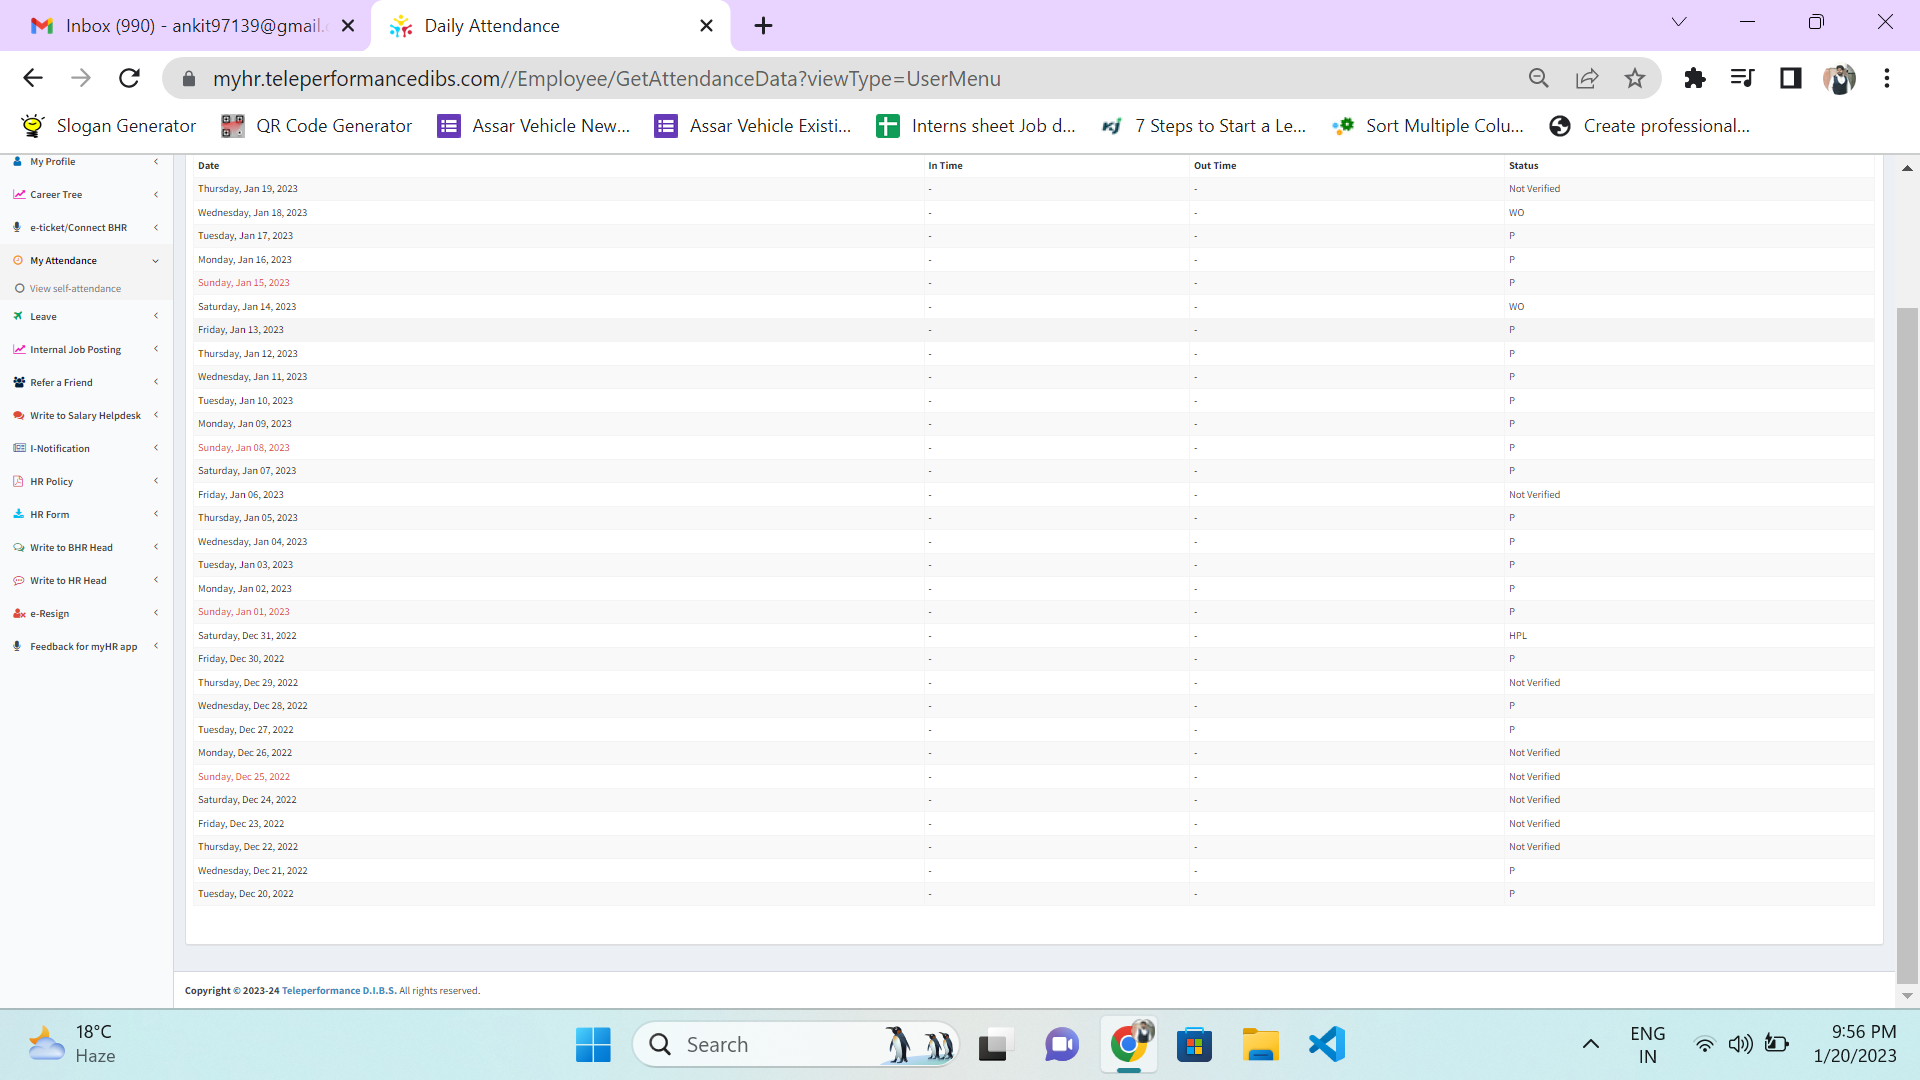 Inbox (990) - ankit97139@gmail.
Daily Attendance
myhr.teleperformancedibs.com//Employee/GetAttendanceData?viewType=UserMenu
Slogan Generator QR Code Generator Assar Vehicle New... Assar Vehicle Existi... Interns sheet Job d... 7 Steps to Start a Le... Sort Multiple Colu... Create professional...
My Profile
Career Tree
e-ticket/Connect BHR
My Attendance
View self-attendance
Leave
Internal Job Posting
Refer a Friend
Write to Salary Helpdesk
I-Notification
HR Policy
HR Form
Write to BHR Head
Write to HR Head
e-Resign
Feedback for myHR app
Date In Time Out Time Status
Thursday, Jan 19, 2023 - - Not Verified
Wednesday, Jan 18, 2023 - - WO
Tuesday, Jan 17, 2023 - - P
Monday, Jan 16, 2023 - - P
Sunday, Jan 15, 2023 - - P
Saturday, Jan 14, 2023 - - WO
Friday, Jan 13, 2023 - - P
Thursday, Jan 12, 2023 - - P
Wednesday, Jan 11, 2023 - - P
Tuesday, Jan 10, 2023 - - P
Monday, Jan 09, 2023 - - P
Sunday, Jan 08, 2023 - - P
Saturday, Jan 07, 2023 - - P
Friday, Jan 06, 2023 - - Not Verified
Thursday, Jan 05, 2023 - - P
Wednesday, Jan 04, 2023 - - P
Tuesday, Jan 03, 2023 - - P
Monday, Jan 02, 2023 - - P
Sunday, Jan 01, 2023 - - P
Saturday, Dec 31, 2022 - - HPL
Friday, Dec 30, 2022 - - P
Thursday, Dec 29, 2022 - - Not Verified
Wednesday, Dec 28, 2022 - - P
Tuesday, Dec 27, 2022 - - P
Monday, Dec 26, 2022 - - Not Verified
Sunday, Dec 25, 2022 - - Not Verified
Saturday, Dec 24, 2022 - - Not Verified
Friday, Dec 23, 2022 - - Not Verified
Thursday, Dec 22, 2022 - - Not Verified
Wednesday, Dec 21, 2022 - - P
Tuesday, Dec 20, 2022 - - P
Copyright © 2023-24 Teleperformance D.I.B.S. All rights reserved.
18°C
Haze
Search
ENG
IN
9:56 PM
1/20/2023